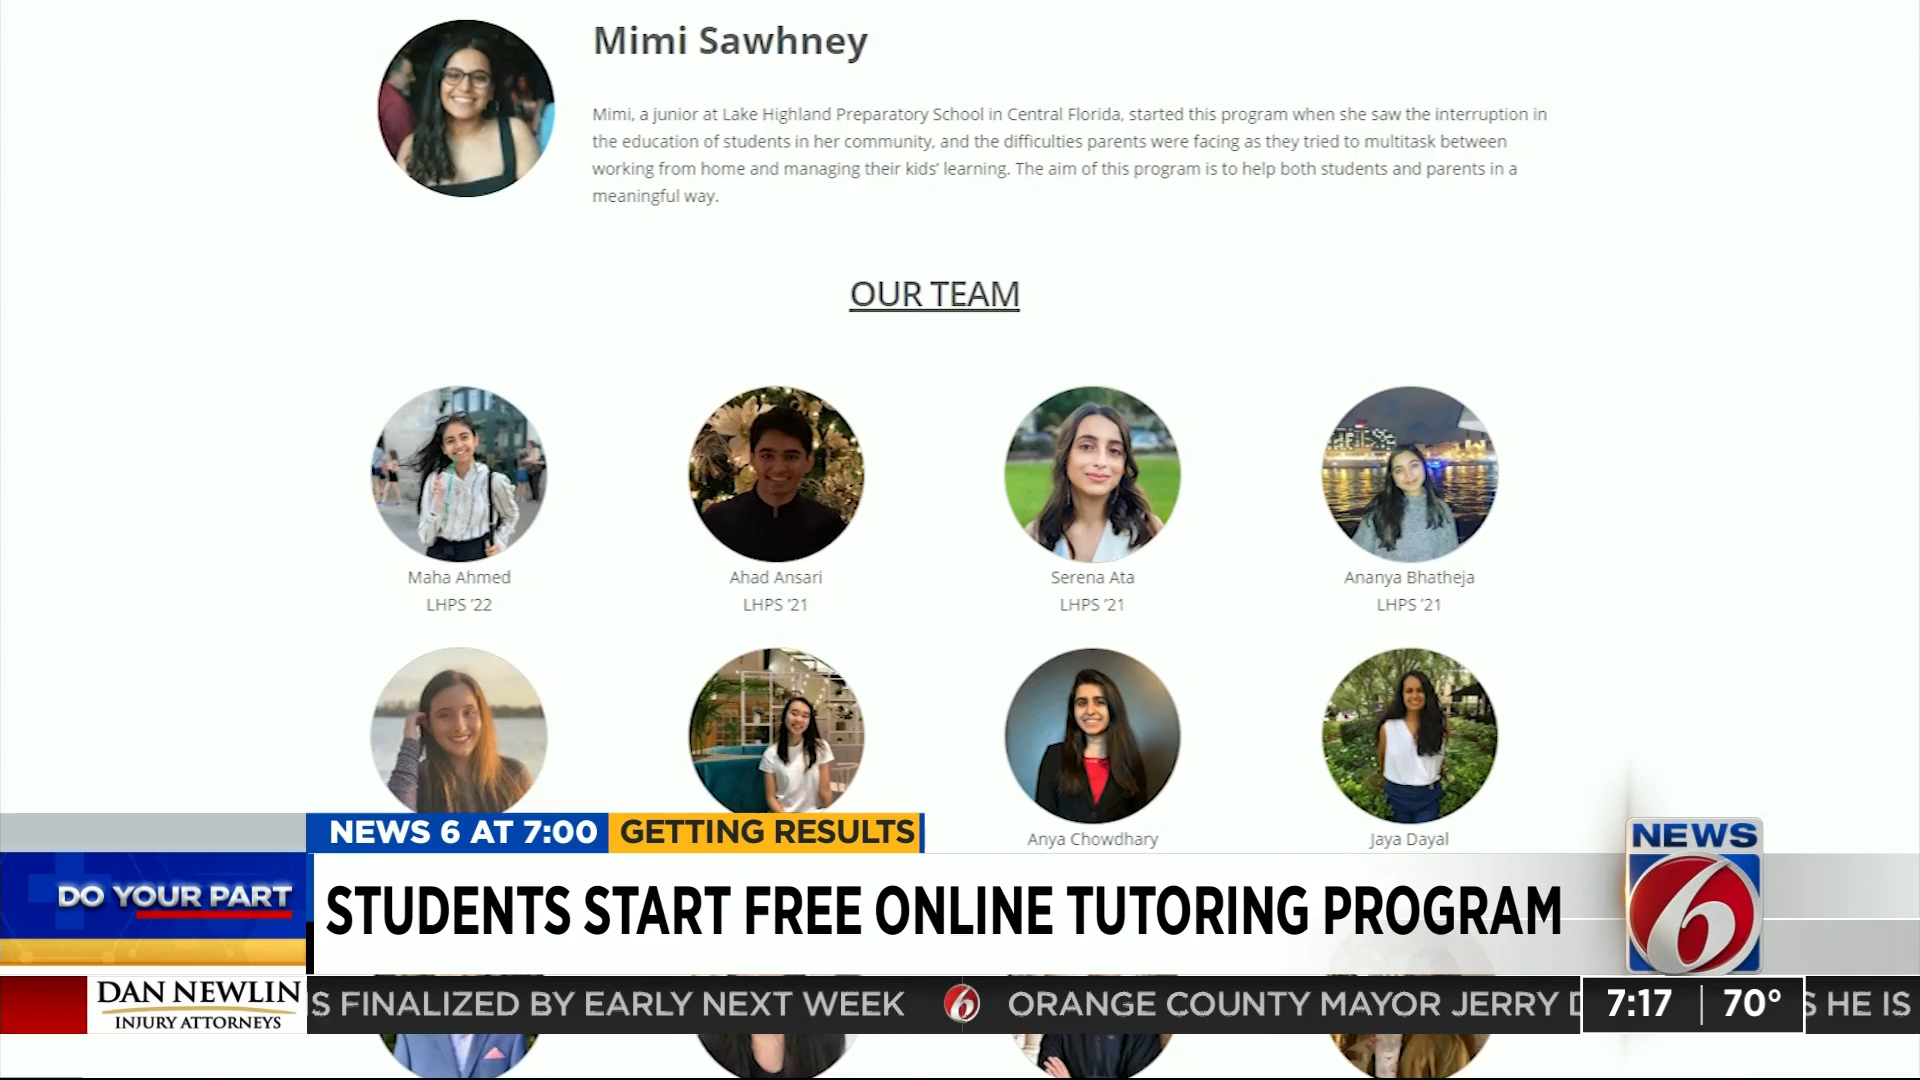 Mimi Sawhney
Mimi, a junior at Lake Highland Preparatory School in Central Florida, started this program when she saw the interruption in
the education of students in her community, and the difficulties parents were facing as they tried to multitask between
working from home and managing their kids' learning. The aim of this program is to help both students and parents in a
meaningful way.
OUR TEAM
Maha Ahmed
LHPS '22
Ahad Ansari
LHPS '21
Serena Ata
LHPS '21
Ananya Bhatheja
LHPS '21
Anya Chowdhary
Jaya Dayal
NEWS 6 AT 7:00
GETTING RESULTS
DO YOUR PART
STUDENTS START FREE ONLINE TUTORING PROGRAM
NEWS
6
DAN NEWLIN
INJURY ATTORNEYS
S FINALIZED BY EARLY NEXT WEEK 6 ORANGE COUNTY MAYOR JERRY D
7:17 70°
S HE IS